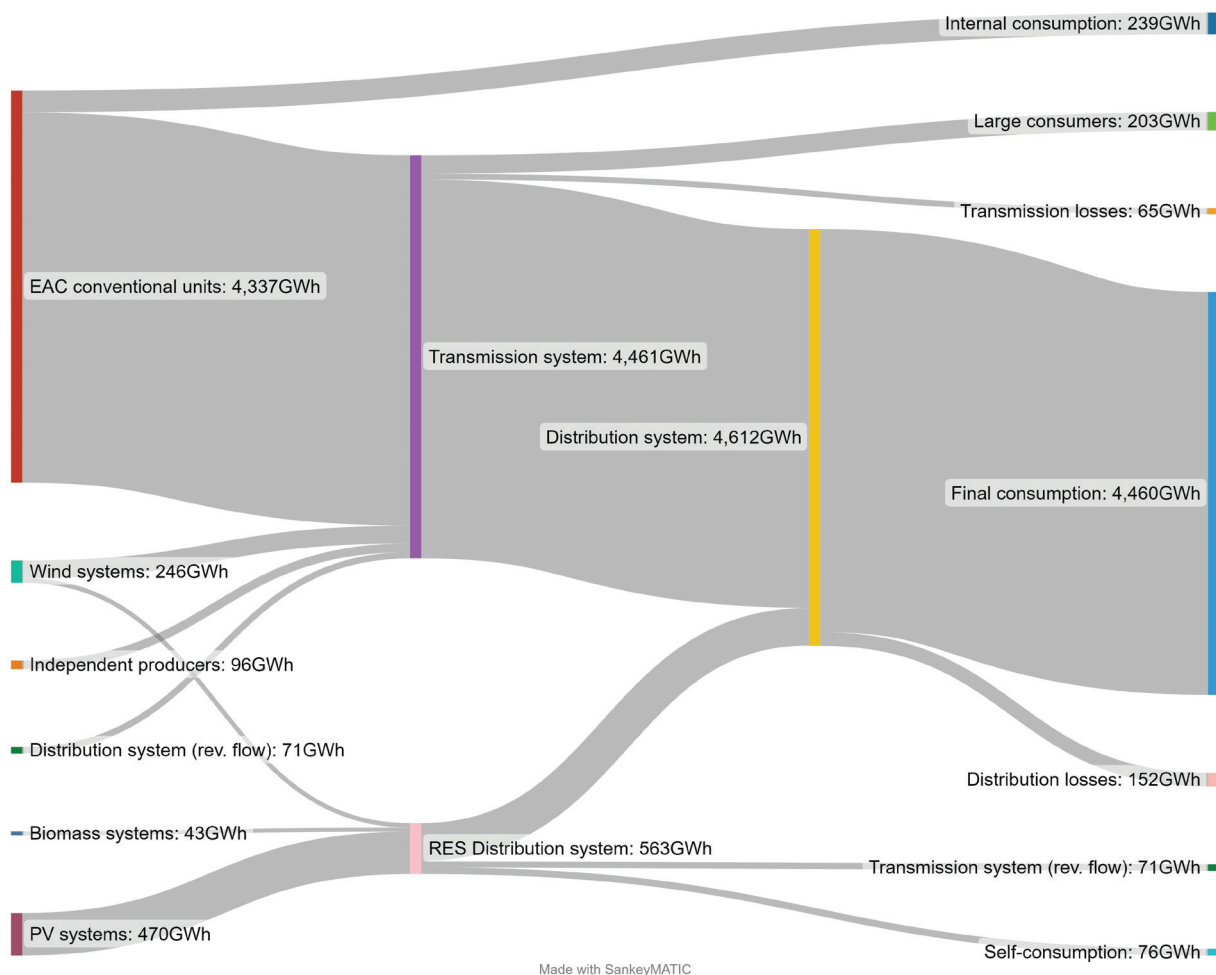 Internal consumption: 239GWh
Large consumers: 203GWh
Transmission losses: 65GWh
EAC conventional units: 4,337GWh
Transmission system: 4,461GWh
Distribution system: 4,612GWh
Final consumption: 4,460GWh
Wind systems: 246GWh
Independent producers: 96GWh
Distribution system (rev. flow): 71GWh
Distribution losses: 152GWh
Biomass systems: 43GWh
RES Distribution system: 563GWh
Transmission system (rev. flow): 71GWh
PV systems: 470GWh
Self-consumption: 76GWh
Made with SankeyMATIC